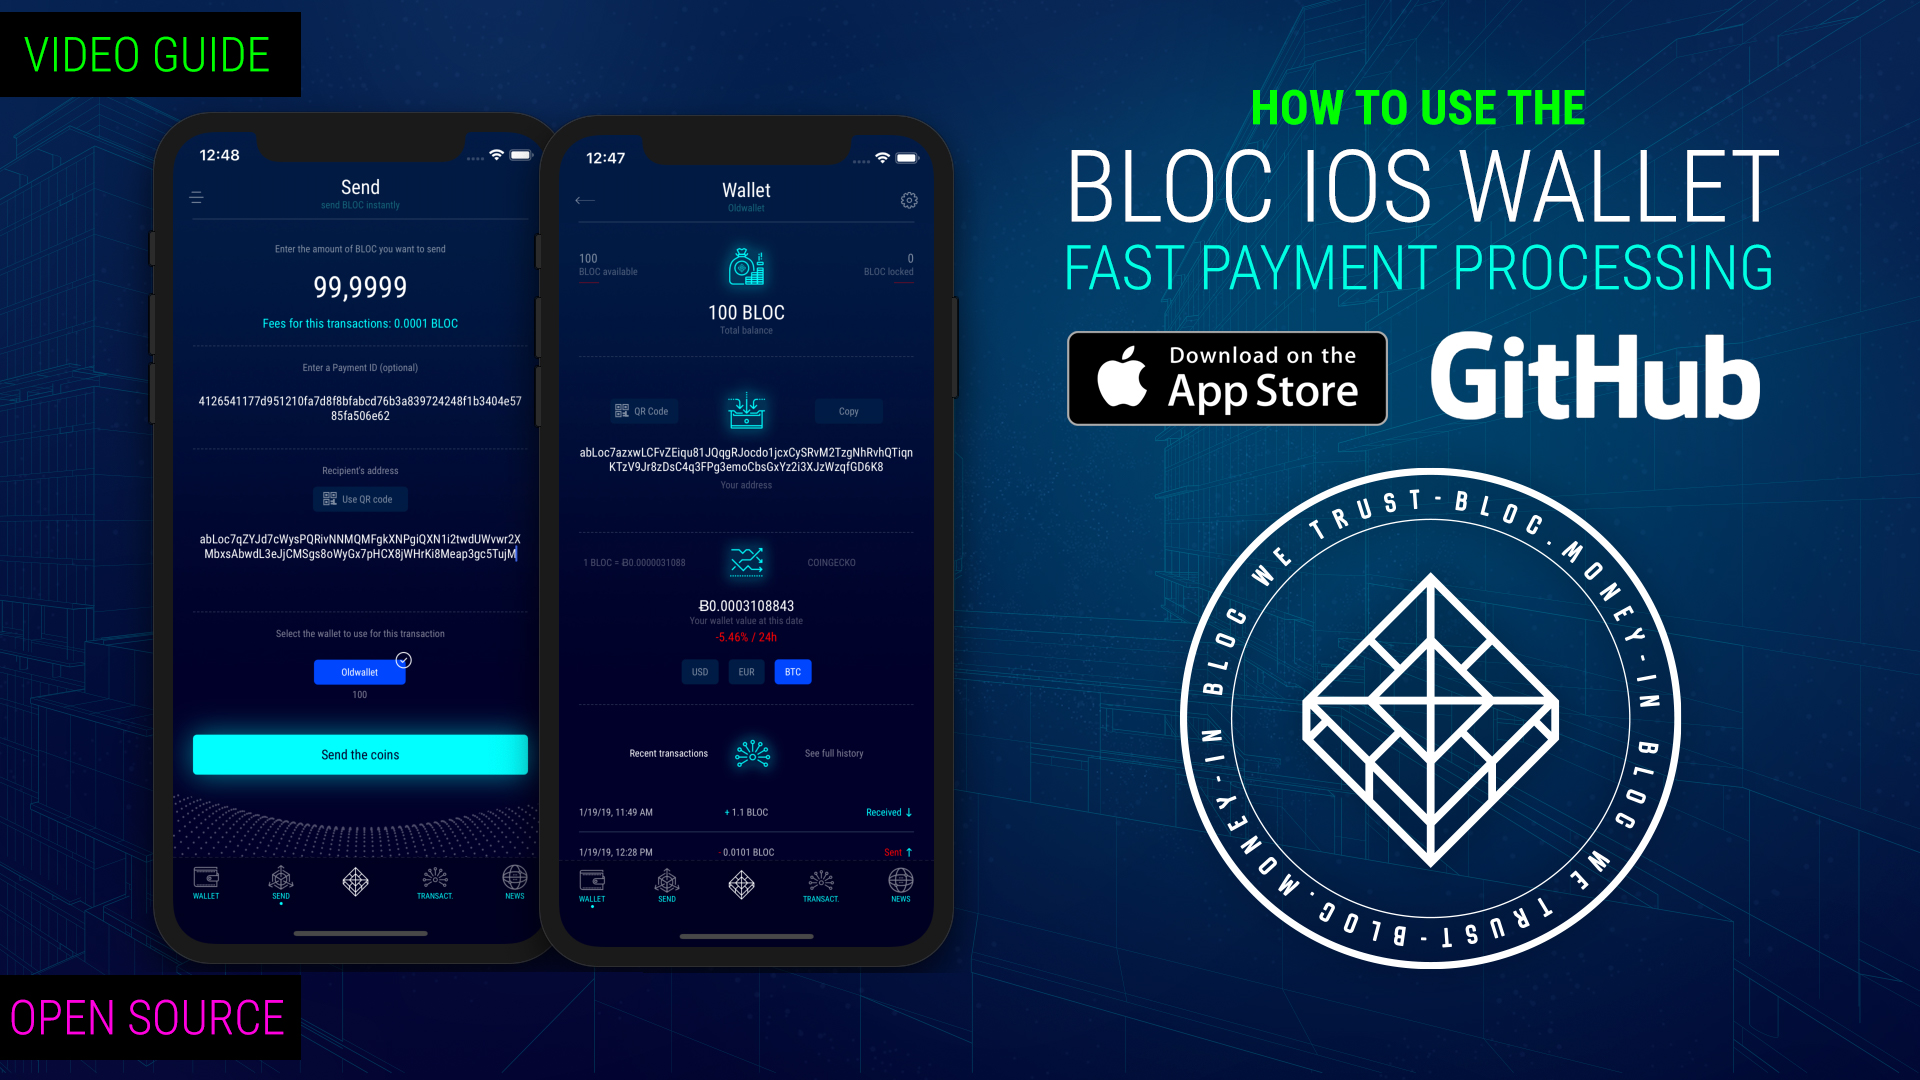 VIDEO GUIDE
12:48
Send
send BLOC instantly
Enter the amount of BLOC you want to send
99,9999
Fees for this transactions: 0.0001 BLOC
Enter a Payment ID (optional)
4126541177d951210fa7d8f8bfabcd76b3a839724248f1b3404e57
85fa506e62
Recipient's address
Use QR code
abLoc7qZYJd7cWysPQRivNNMQMFgkXNPgiQXN1i2twdUWvwr2X
MbxsAbwdL3eJjCMSgs8oWyGx7pHCX8jWHrKi8Meap3gc5TujM
Select the wallet to use for this transaction
Oldwallet
100
Send the coins
WALLET SEND TRANSACT. NEWS
12:47
Wallet
Oldwallet
100 0
BLOC available BLOC locked
100 BLOC
Total balance
QR Code Copy
abLoc7azxwLCFvZEiqu81JQqgRJocdo1jcxCySRvM2TzgNhRvhQTiqn
KTzV9Jr8zDsC4q3FPg3emoCbsGxYz2i3XJzWzqfGD6K8
Your address
1 BLOC = Ƀ0.0000031088 COINGECKO
Ƀ0.0003108843
Your wallet value at this date
-5.46% / 24h
USD EUR BTC
Recent transactions See full history
1/19/19, 11:49 AM + 1.1 BLOC Received ↓
1/19/19, 12:28 PM - 0.0101 BLOC Sent ↑
WALLET SEND TRANSACT. NEWS
HOW TO USE THE
BLOC IOS WALLET
FAST PAYMENT PROCESSING
Download on the
App Store
GitHub
BLOC.MONEY-IN BLOC WE TRUST-BLOC.MONEY-IN BLOC WE TRUST-
OPEN SOURCE